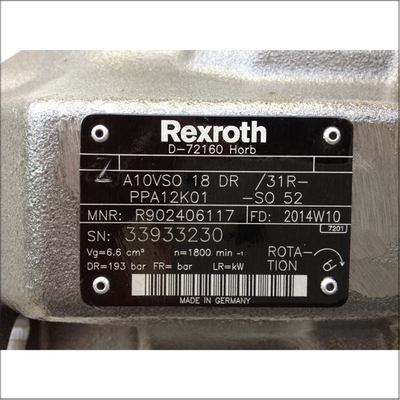 Rexroth
D-72160 Horb
Z
A10VSO 18 DR /31R-
PPA12K01 -SO 52
MNR: R902406117 FD: 2014W10
7201
SN: 33933230
Vg=6.6 cm³ n=1800 min -1 ROTA-
TION
DR=193 bar FR= bar LR=kW
MADE IN GERMANY